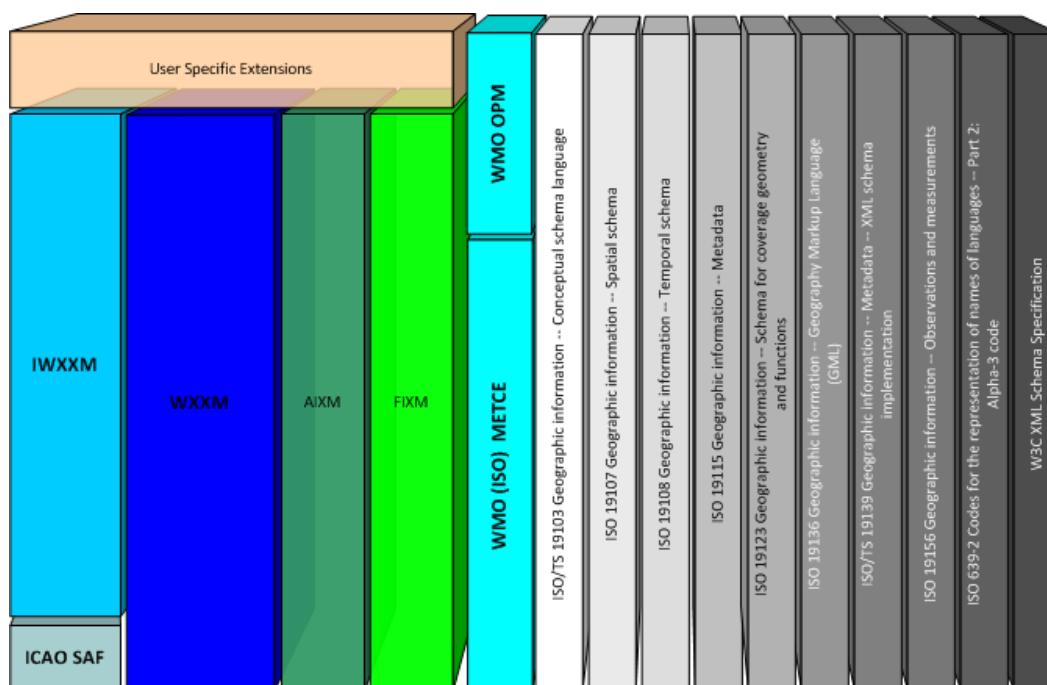 User Specific Extensions
IWXXM
ICAO SAF
WXXM
AIXM
FIXM
WMO OPM
WMO (ISO)  METCE
ISO/TS 19103 Geographic information -- Conceptual schema language
ISO 19107 Geographic information -- Spatial schema
ISO 19108 Geographic information -- Temporal schema
ISO 19115 Geographic information -- Metadata
ISO 19123 Geographic information -- Schema for coverage geometry
and functions
ISO 19136 Geographic information -- Geography Markup Language
(GML)
ISO/TS 19139 Geographic information -- Metadata -- XML schema
implementation
ISO 19156 Geographic information -- Observations and measurements
ISO 639-2 Codes for the representation of names of languages -- Part 2:
Alpha-3 code
W3C XML Schema Specification